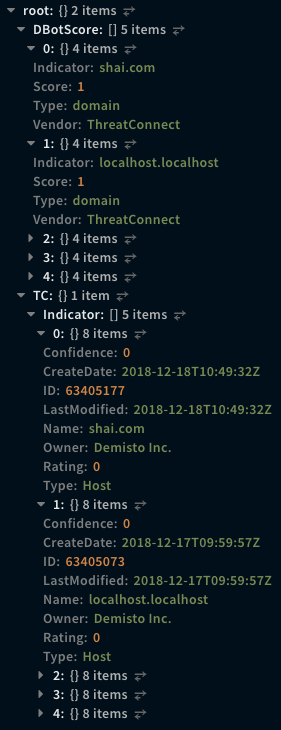 root: {} 2 items
DBotScore: [] 5 items
0: {} 4 items
Indicator: shai.com
Score: 1
Type: domain
Vendor: ThreatConnect
1: {} 4 items
Indicator: localhost.localhost
Score: 1
Type: domain
Vendor: ThreatConnect
2: {} 4 items
3: {} 4 items
4: {} 4 items
TC: {} 1 item
Indicator: [] 5 items
0: {} 8 items
Confidence: 0
CreateDate: 2018-12-18T10:49:32Z
ID: 63405177
LastModified: 2018-12-18T10:49:32Z
Name: shai.com
Owner: Demisto Inc.
Rating: 0
Type: Host
1: {} 8 items
Confidence: 0
CreateDate: 2018-12-17T09:59:57Z
ID: 63405073
LastModified: 2018-12-17T09:59:57Z
Name: localhost.localhost
Owner: Demisto Inc.
Rating: 0
Type: Host
2: {} 8 items
3: {} 8 items
4: {} 8 items